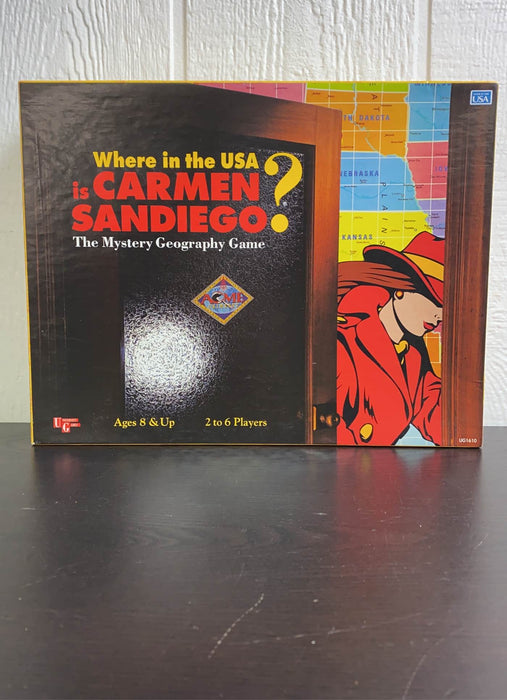 Where in the USA
is CARMEN
SANDIEGO?
The Mystery Geography Game
ACME
Ages 8 & Up
2 to 6 Players
UG
USA
DAKOTA
NEBRASKA
PLAINS
KANSAS
UG1610